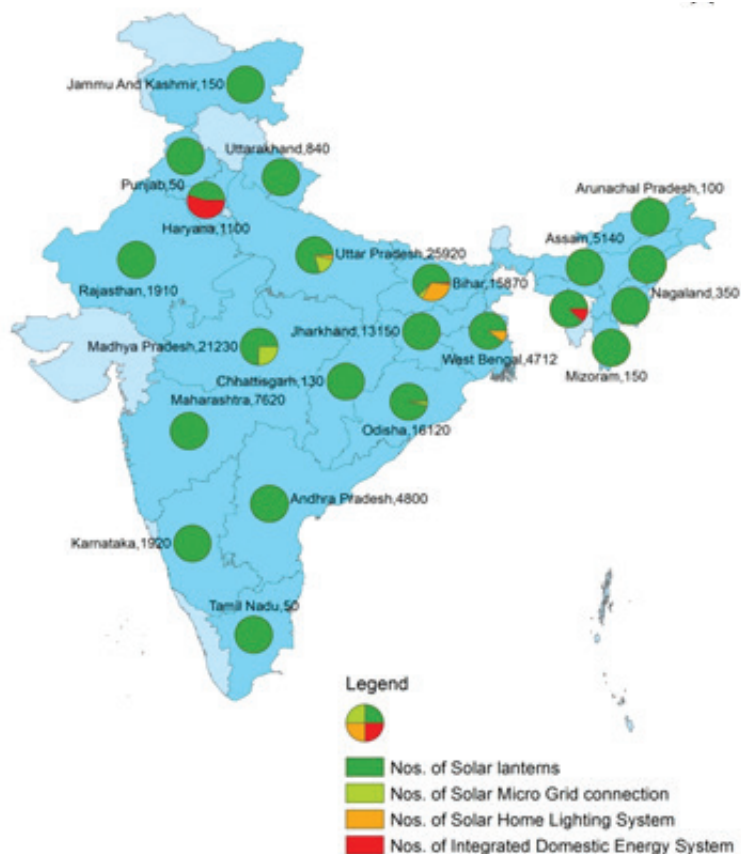 Jammu And Kashmir,150
Uttarakhand,840
Punjab,50
Arunachal Pradesh,100
Haryana,1100
Assam,5140
Uttar Pradesh,25920
Rajasthan,1910
Bihar,15870
Nagaland,350
Jharkhand,13150
Madhya Pradesh,21230
West Bengal,4712
Mizoram,150
Chhattisgarh,130
Maharashtra,7620
Odisha,16120
Andhra Pradesh,4800
Karnataka,1920
Tamil Nadu,50
Legend
Nos. of Solar lanterns
Nos. of Solar Micro Grid connection
Nos. of Solar Home Lighting System
Nos. of Integrated Domestic Energy System